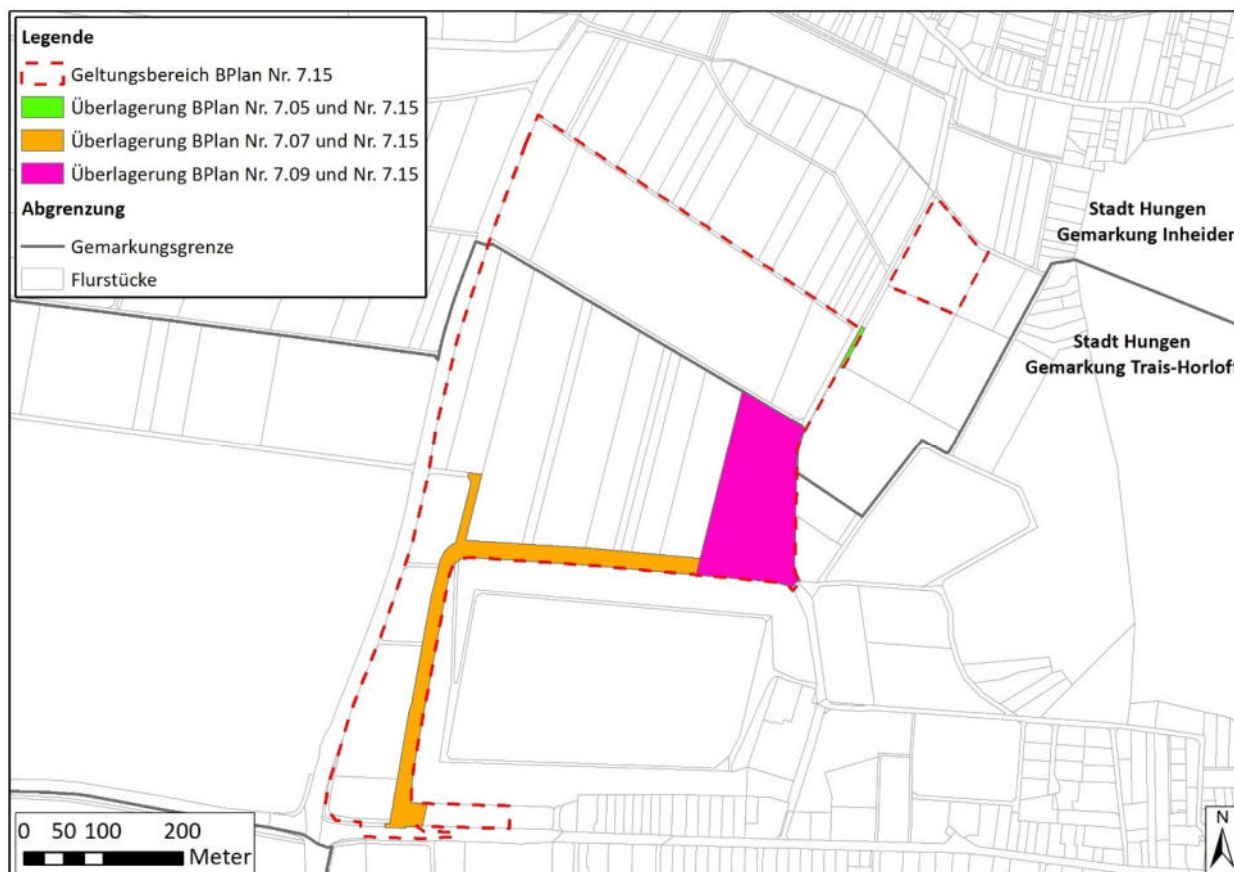 Legende
Geltungsbereich BPlan Nr. 7.15
Überlagerung BPlan Nr. 7.05 und Nr. 7.15
Überlagerung BPlan Nr. 7.07 und Nr. 7.15
Überlagerung BPlan Nr. 7.09 und Nr. 7.15
Abgrenzung
Gemarkungsgrenze
Flurstücke
Stadt Hungen
Gemarkung Inheiden
Stadt Hungen
Gemarkung Trais-Horloff
0 50 100 200
Meter
N